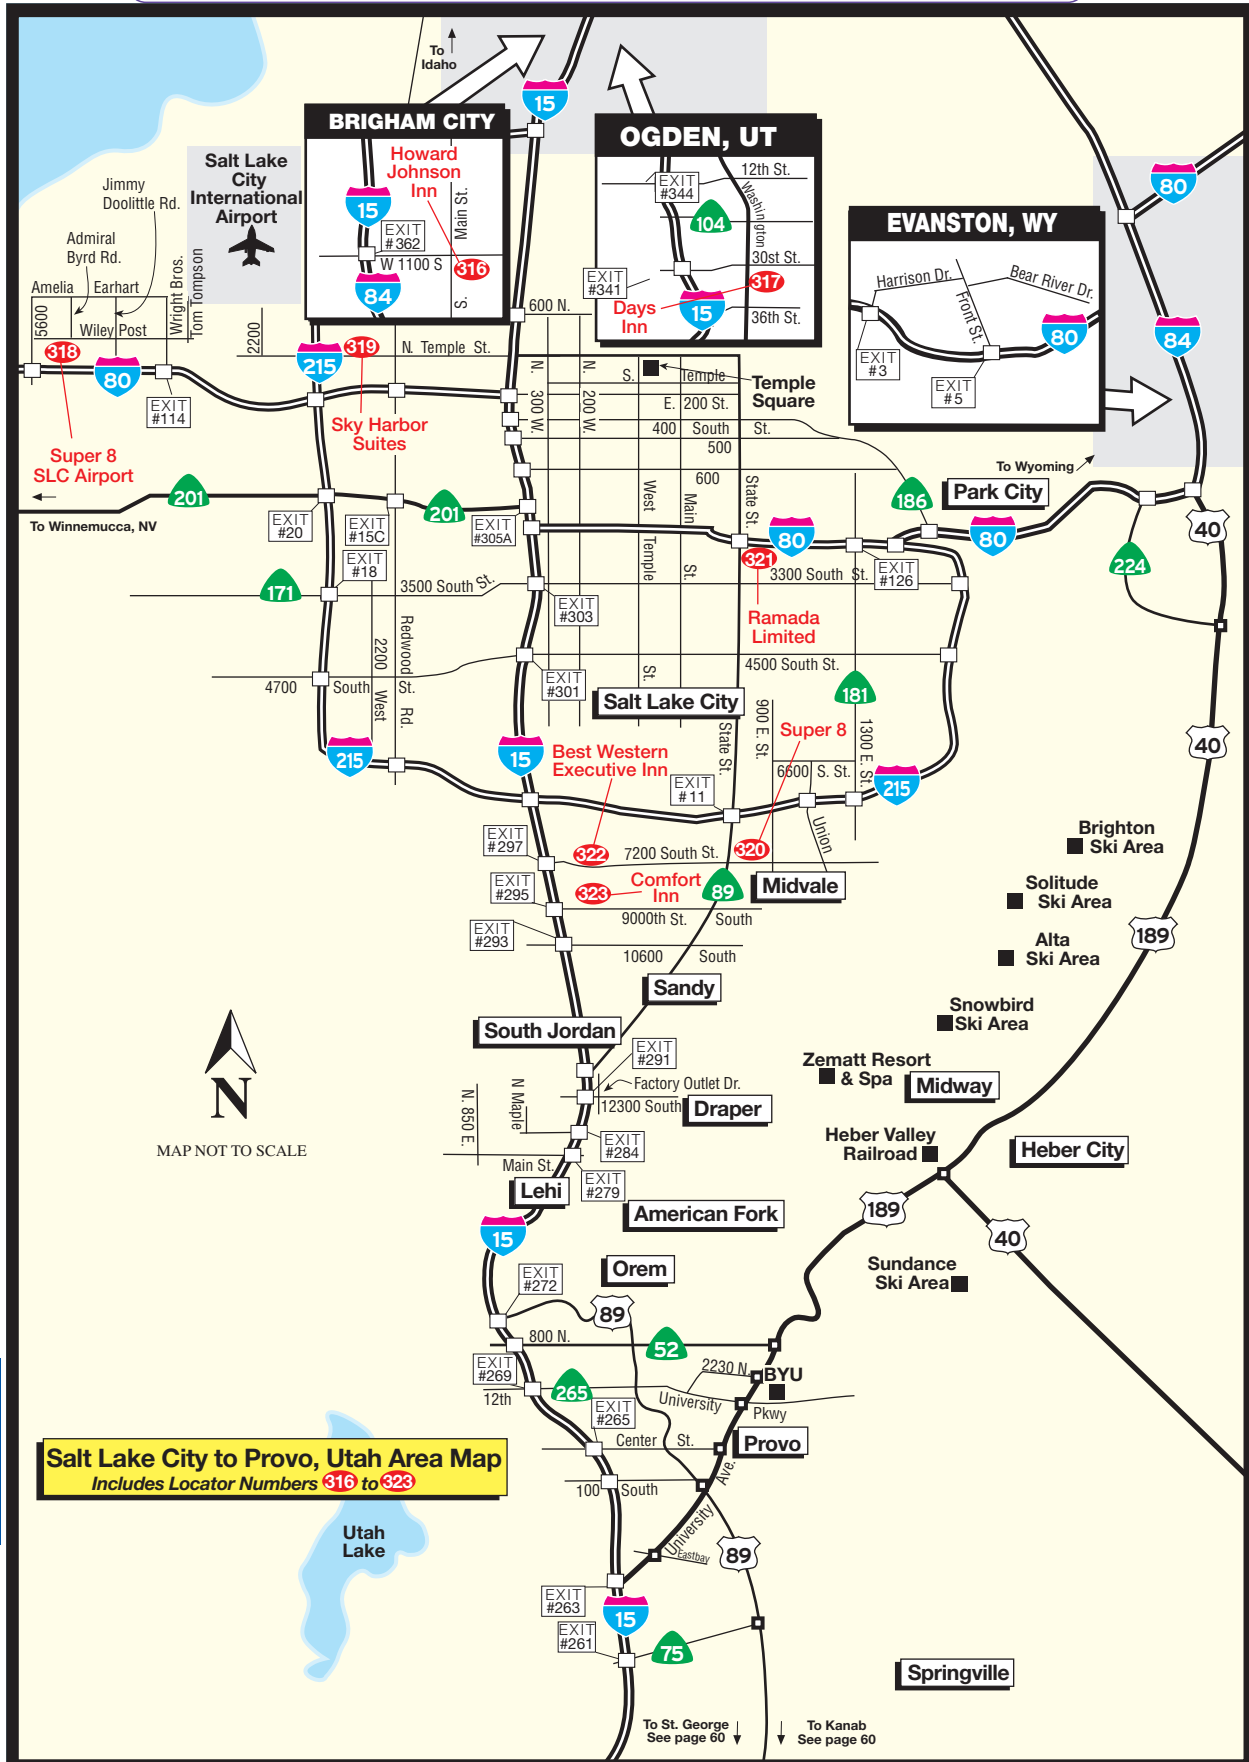 To
Idaho
15
BRIGHAM CITY
Howard
Johnson
Inn
15
Main St.
EXIT
#362
W 1100 S
316
84
S.
OGDEN, UT
12th St.
EXIT
#344
Washington
104
30st St.
EXIT
#341
317
Days
Inn
15
36th St.
80
EVANSTON, WY
Harrison Dr.
Bear River Dr.
Front St.
80
EXIT
#3
EXIT
#5
84
Salt Lake
City
International
Airport
Jimmy
Doolittle Rd.
Admiral
Byrd Rd.
Wright Bros.
Tom Tompson
Amelia
Earhart
5600
Wiley Post
2200
318
80
EXIT
#114
215
319
N. Temple St.
600 N.
Sky Harbor
Suites
Super 8
SLC Airport
N.
300 W.
N.
200 W.
S.
Temple
Temple
Square
E.
200 St.
400
South
St.
500
600
To Wyoming
Park City
186
201
To Winnemucca, NV
201
EXIT
#20
EXIT
#15C
EXIT
#305A
West
Temple
St.
Main
St.
State St.
80
80
40
224
EXIT
#18
171
3500 South St.
321
3300 South St.
EXIT
#126
EXIT
#303
Ramada
Limited
2200
West
Redwood
Rd.
4500 South St.
4700
South
St.
EXIT
#301
Salt Lake City
181
900 E. St.
1300 E. St.
State St.
Super 8
40
215
15
Best Western
Executive Inn
6600
S. St.
215
EXIT
#11
Union
EXIT
#297
322
7200 South St.
320
Brighton
Ski Area
EXIT
#295
323
Comfort
Inn
89
Midvale
Solitude
Ski Area
9000th St.
South
EXIT
#293
189
Alta
Ski Area
10600
South
Sandy
Snowbird
Ski Area
South Jordan
EXIT
#291
Zematt Resort
& Spa
Midway
N
MAP NOT TO SCALE
N. 850 E.
N Maple
Factory Outlet Dr.
12300 South
Draper
EXIT
#284
Heber Valley
Railroad
Heber City
Main St.
EXIT
#279
Lehi
American Fork
189
15
40
Orem
Sundance
Ski Area
EXIT
#272
89
800 N.
52
EXIT
#269
2230 N.
BYU
12th
265
University
Pkwy
EXIT
#265
Center
St.
Provo
Salt Lake City to Provo, Utah Area Map
Includes Locator Numbers 316 to 323
100
South
Ave.
University
Utah
Lake
Eastbay
89
EXIT
#263
15
EXIT
#261
75
Springville
To St. George
See page 60
To Kanab
See page 60